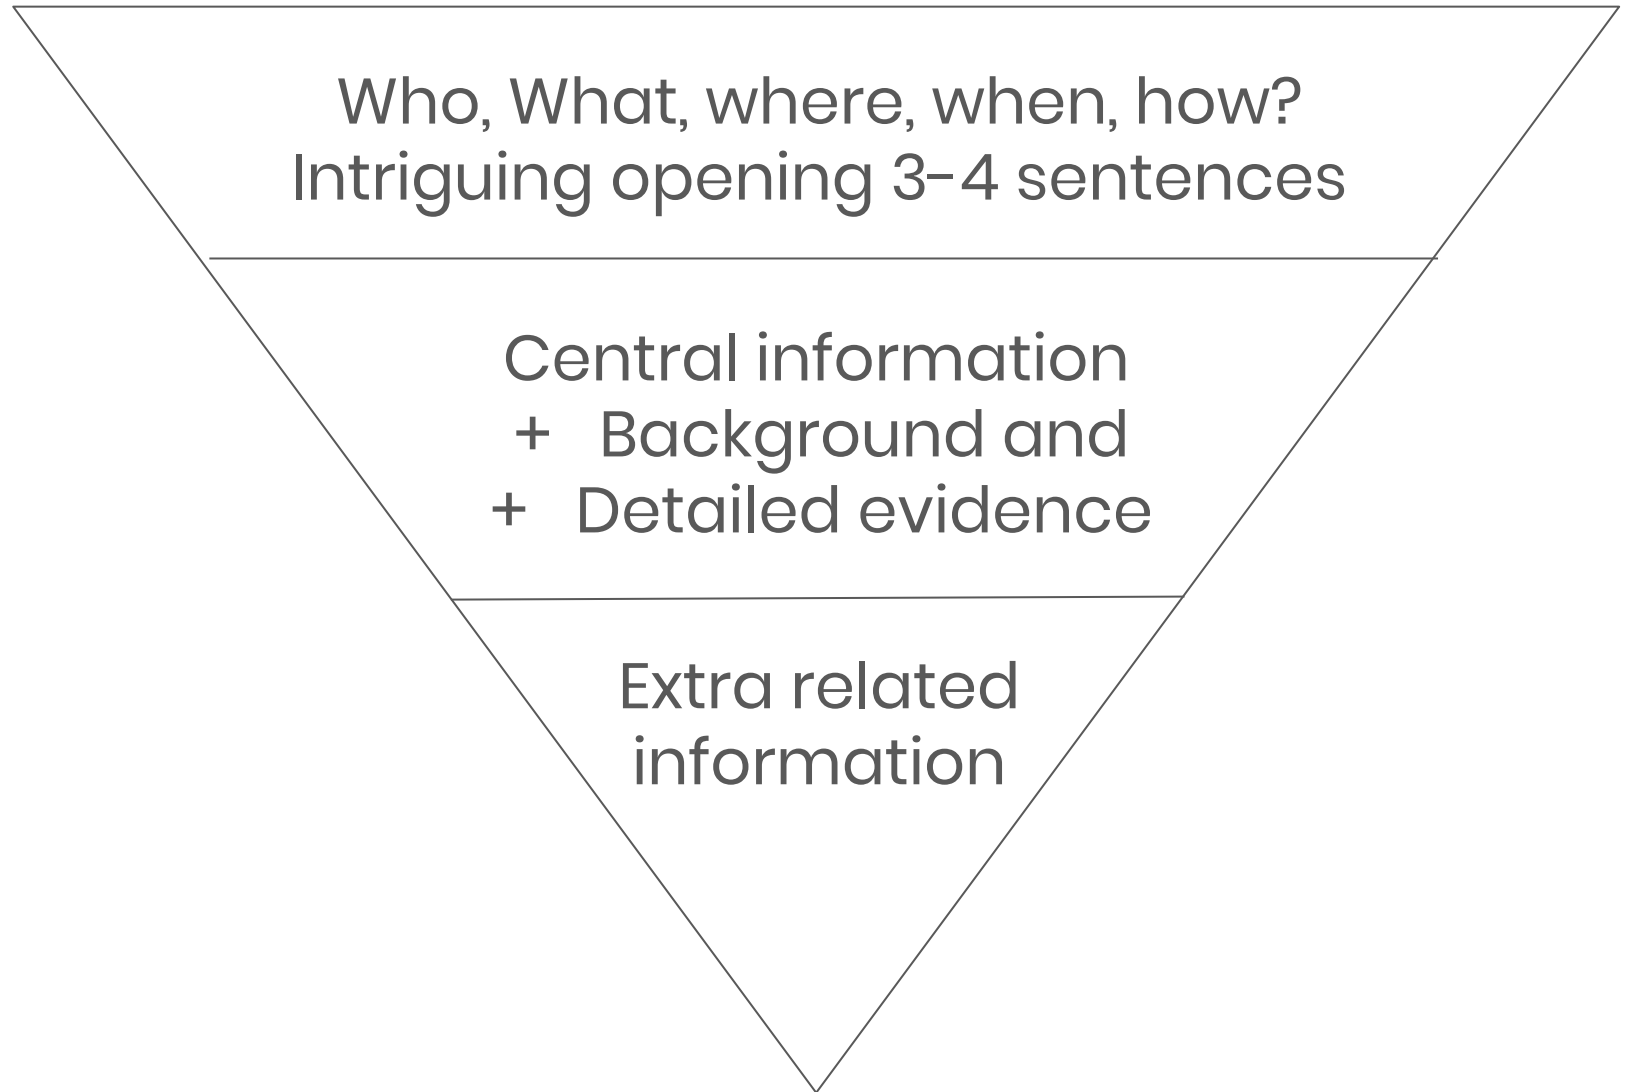 Who, What, where, when, how?
Intriguing opening 3-4 sentences
Central information
+ Background and
+ Detailed evidence
Extra related
information